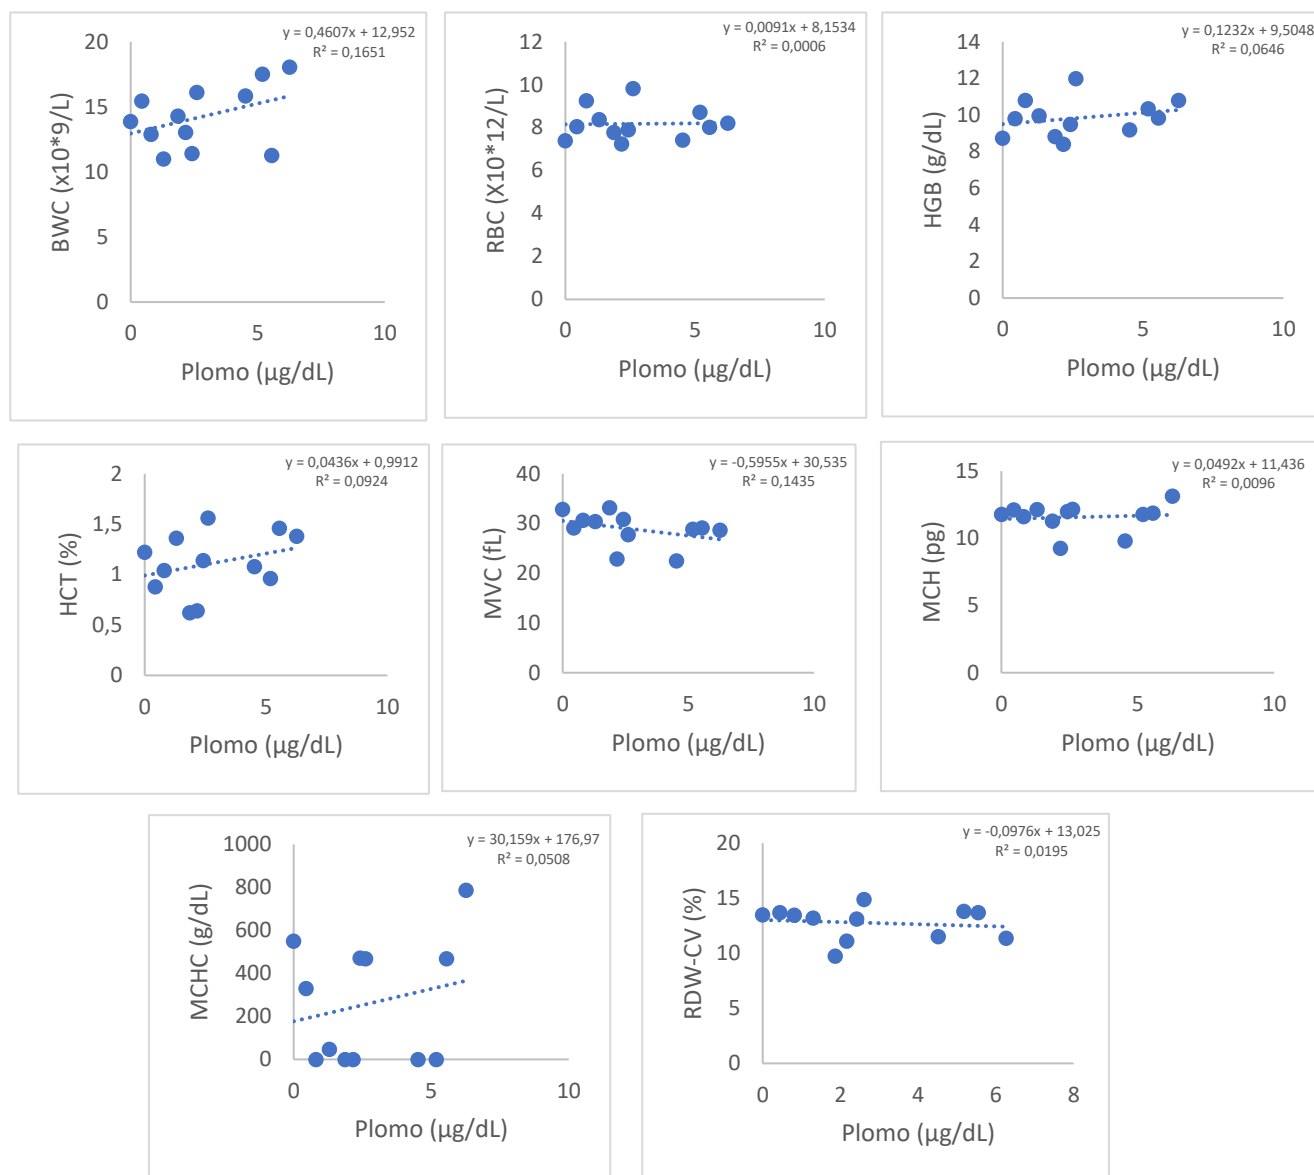 y = 0,4607x + 12,952
R² = 0,1651
20
15
10
5
0
0 5 10
BWC (x10*9/L)
Plomo (µg/dL)
y = 0,0091x + 8,1534
R² = 0,0006
12
10
8
6
4
2
0
0 5 10
RBC (X10*12/L)
Plomo (µg/dL)
y = 0,1232x + 9,5048
R² = 0,0646
14
12
10
8
6
4
2
0
0 5 10
HGB (g/dL)
Plomo (µg/dL)
y = 0,0436x + 0,9912
R² = 0,0924
2
1,5
1
0,5
0
0 5 10
HCT (%)
Plomo (µg/dL)
y = -0,5955x + 30,535
R² = 0,1435
40
30
20
10
0
0 5 10
MVC (fL)
Plomo (µg/dL)
y = 0,0492x + 11,436
R² = 0,0096
15
10
5
0
0 5 10
MCH (pg)
Plomo (µg/dL)
y = 30,159x + 176,97
R² = 0,0508
1000
800
600
400
200
0
0 5 10
MCHC (g/dL)
Plomo (µg/dL)
y = -0,0976x + 13,025
R² = 0,0195
20
15
10
5
0
0 2 4 6 8
RDW-CV (%)
Plomo (µg/dL)